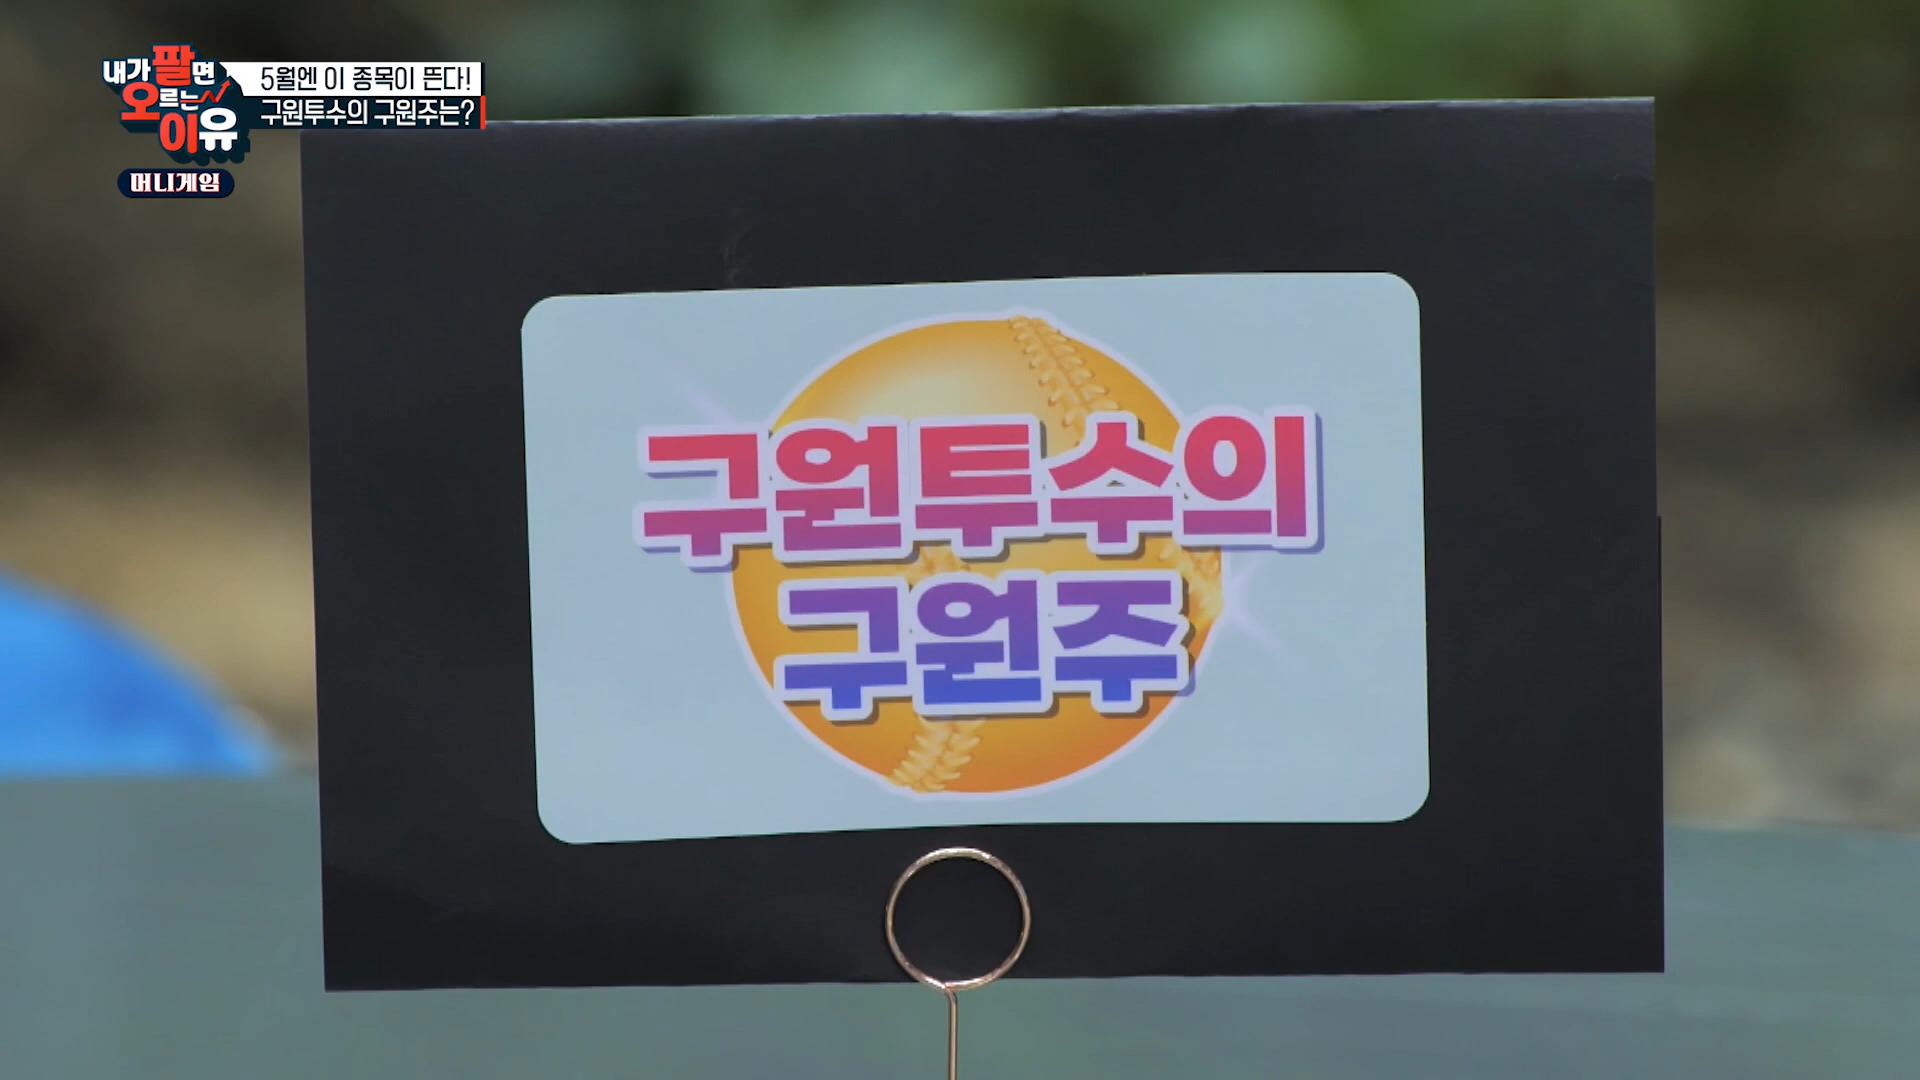 내가 팔면
오르는
이유
머니게임
5월엔 이 종목이 뜬다!
구원투수의 구원주는?
구원투수의
구원주